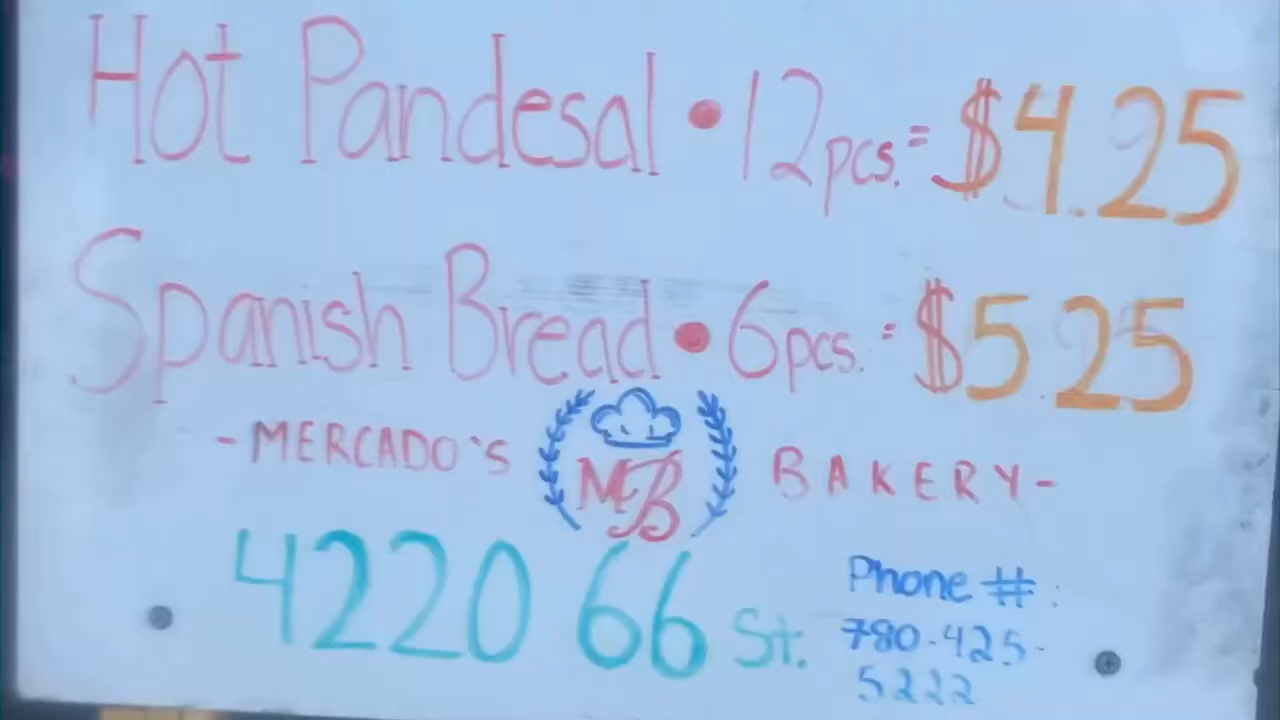 Hot Pandesal • 12pcs. = $4.25
Spanish Bread • 6pcs. = $5.25
- MERCADO'S MB BAKERY -
4220 66 St.
Phone #:
780-425-
5222